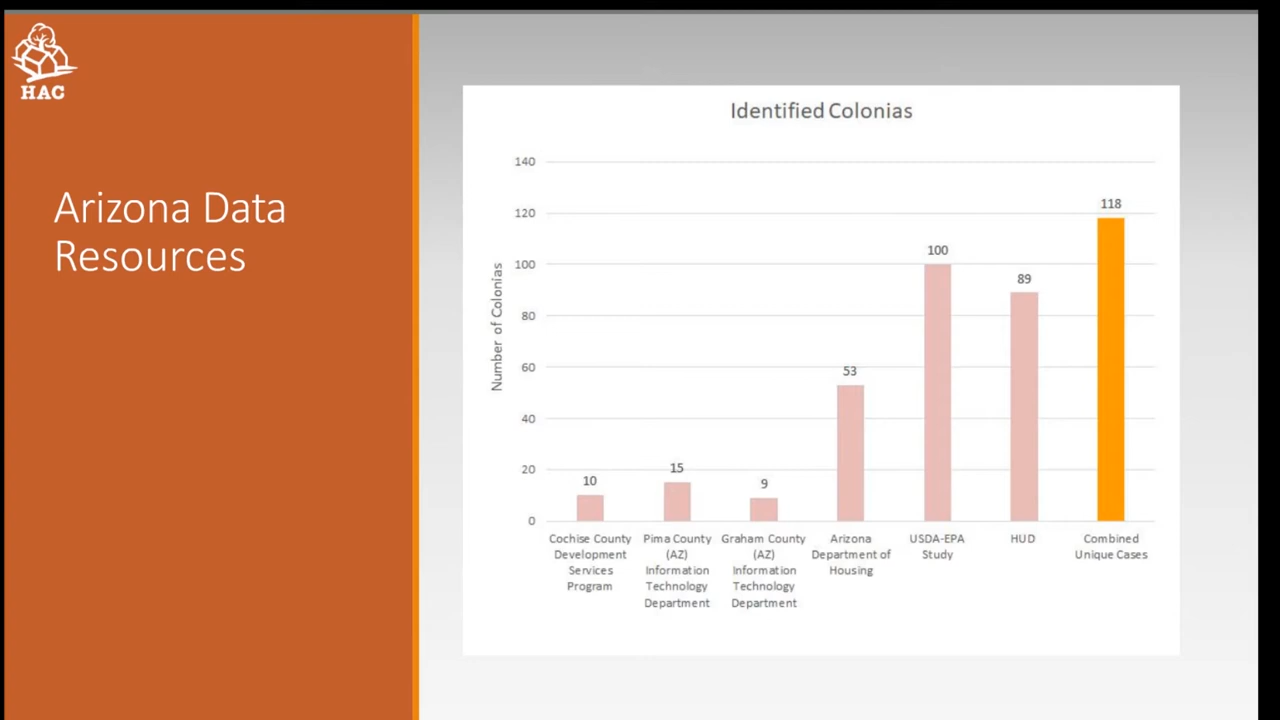 HAC
Arizona Data
Resources
Identified Colonias
Number of Colonias
140
120
100
80
60
40
20
0
10
15
9
53
100
89
118
Cochise County
Development
Services
Program
Pima County
(AZ)
Information
Technology
Department
Graham County
(AZ)
Information
Technology
Department
Arizona
Department of
Housing
USDA-EPA
Study
HUD
Combined
Unique Cases